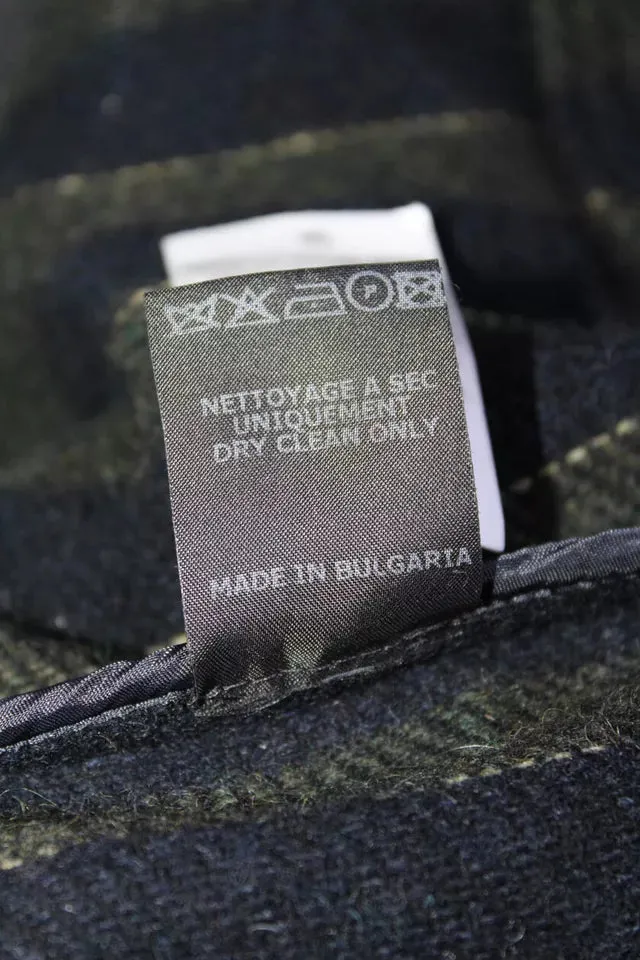 P
NETTOYAGE A SEC
UNIQUEMENT
DRY CLEAN ONLY
MADE IN BULGARIA